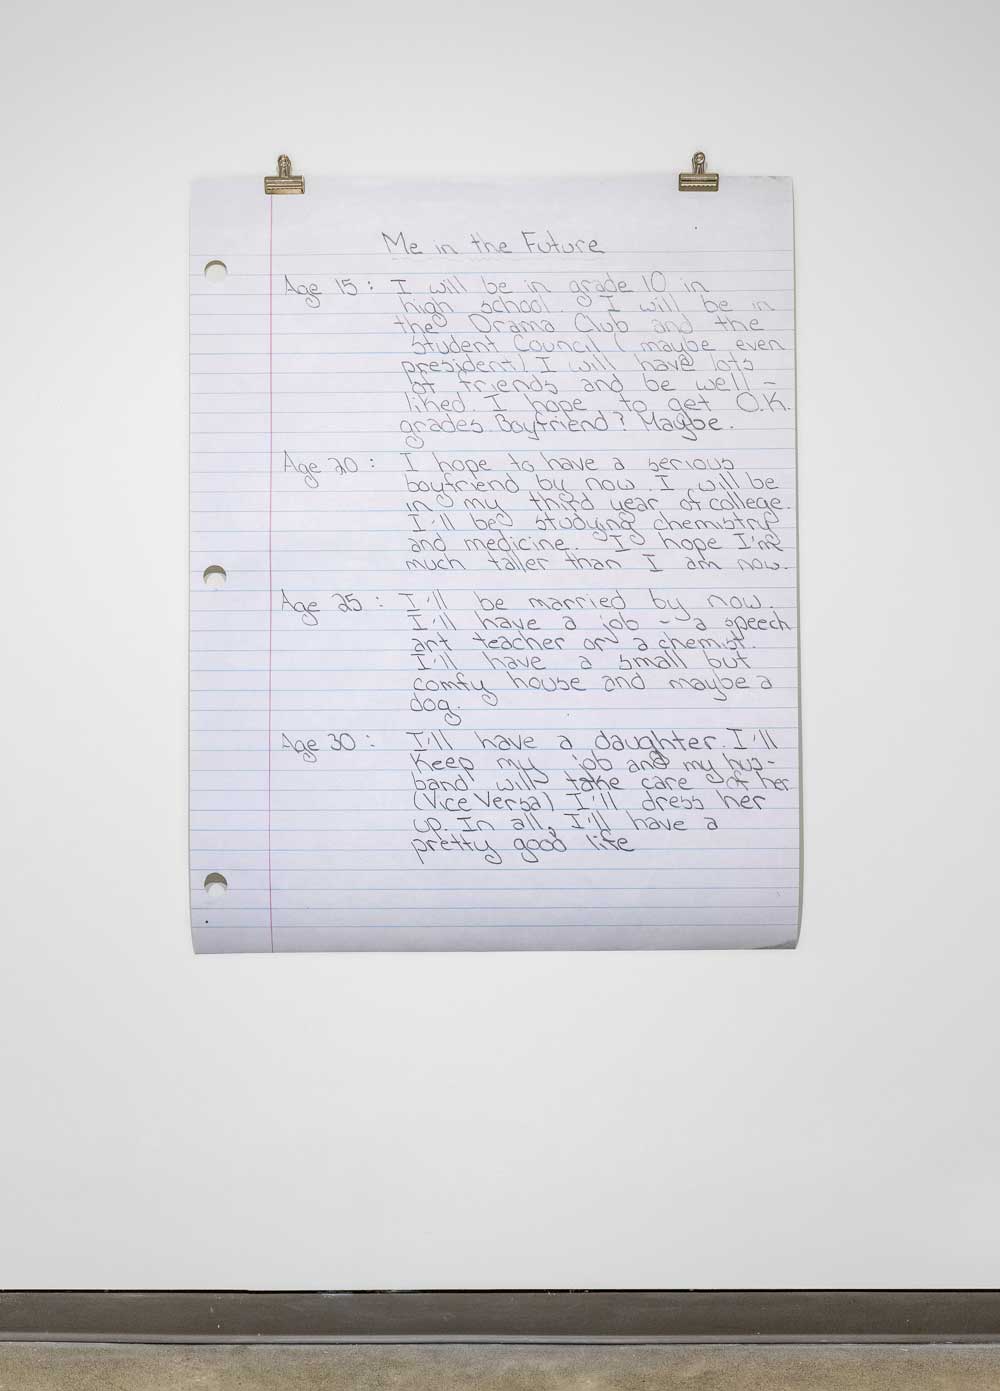 Me in the Future
Age 15 : I will be in grade 10 in
high school. I will be in
the Drama Club and the
Student Council ( maybe even
president) I will have lots
of friends and be well-
liked. I hope to get O.K.
grades. Boyfriend? Maybe.
Age 20 : I hope to have a serious
boyfriend by now I will be
in my third year of college.
I'll be studying chemistry
and medicine. I hope I'm
much taller than I am now.
Age 25 : I'll be married by now.
I'll have a job - a speech
art teacher or a chemist.
I'll have a small but
comfy house and maybe a
dog.
Age 30 : I'll have a daughter. I'll
Keep my job and my hus-
band will take care of her
(Vice Versa) I'll dress her
up. In all, I'll have a
pretty good life